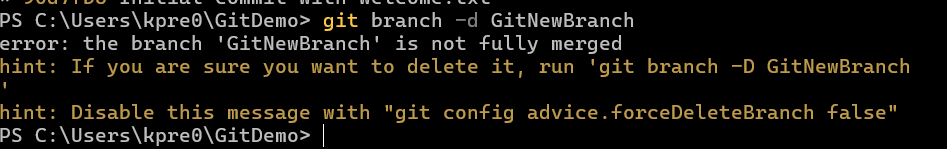 PS C:\Users\kpre0\GitDemo> git branch -d GitNewBranch
error: the branch 'GitNewBranch' is not fully merged
hint: If you are sure you want to delete it, run 'git branch -D GitNewBranch
'
hint: Disable this message with "git config advice.forceDeleteBranch false"
PS C:\Users\kpre0\GitDemo>